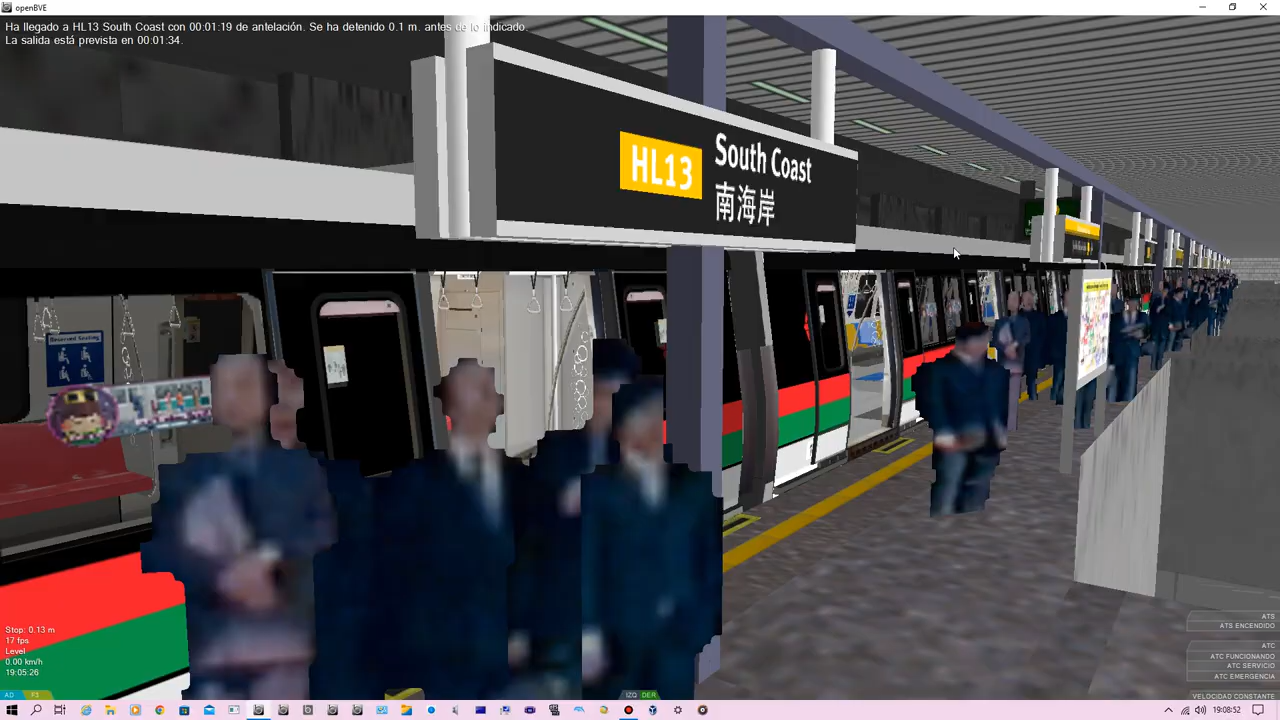 openBVE
Ha llegado a HL13 South Coast con 00:01:19 de antelación. Se ha detenido 0.1 m. antes de lo indicado.
La salida está prevista en 00:01:34.
HL13
South Coast
南海岸
Reserved Seating
Stop: 0.13 m
17 fps
Level
0.00 km/h
19:05:26
AD F3
IZQ DER
ATS
ATS ENCENDIDO
ATC
ATC FUNCIONANDO
ATC SERVICIO
ATC EMERGENCIA
VELOCIDAD CONSTANTE
19:08:52